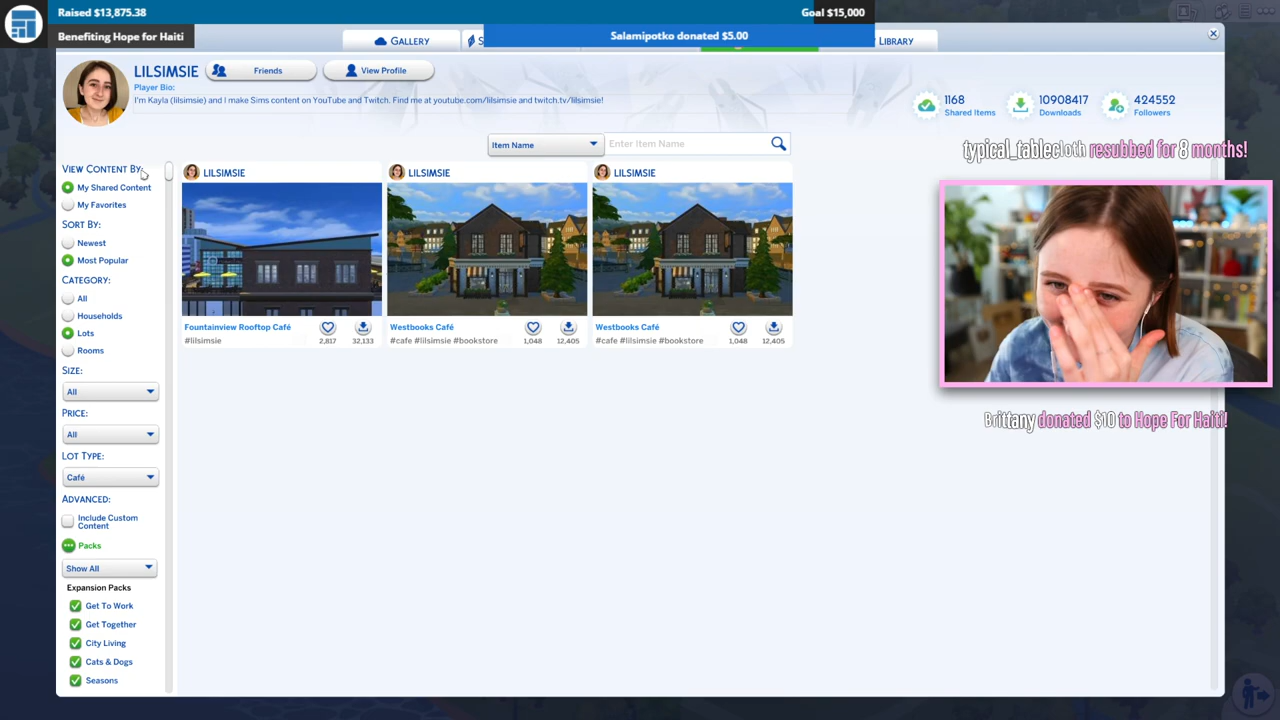 Raised $13,875.38
Goal $15,000
Benefiting Hope for Haiti
Salamipotko donated $5.00
GALLERY
S
LIBRARY
LILSIMSIE
Friends
View Profile
Player Bio:
I'm Kayla (lilsimsie) and I make Sims content on YouTube and Twitch. Find me at youtube.com/lilsimsie and twitch.tv/lilsimsie!
1168
Shared Items
10908417
Downloads
424552
Followers
Item Name
Enter Item Name
typical_tablecloth resubbed for 8 months!
VIEW CONTENT BY:
My Shared Content
My Favorites
SORT BY:
Newest
Most Popular
CATEGORY:
All
Households
Lots
Rooms
SIZE:
All
PRICE:
All
LOT TYPE:
Café
ADVANCED:
Include Custom
Content
Packs
Show All
Expansion Packs
Get To Work
Get Together
City Living
Cats & Dogs
Seasons
LILSIMSIE
Fountainview Rooftop Café
#lilsimsie
2,817
32,133
LILSIMSIE
Westbooks Café
#cafe #lilsimsie #bookstore
1,048
12,405
LILSIMSIE
Westbooks Café
#cafe #lilsimsie #bookstore
1,048
12,405
Brittany donated $10 to Hope For Haiti!